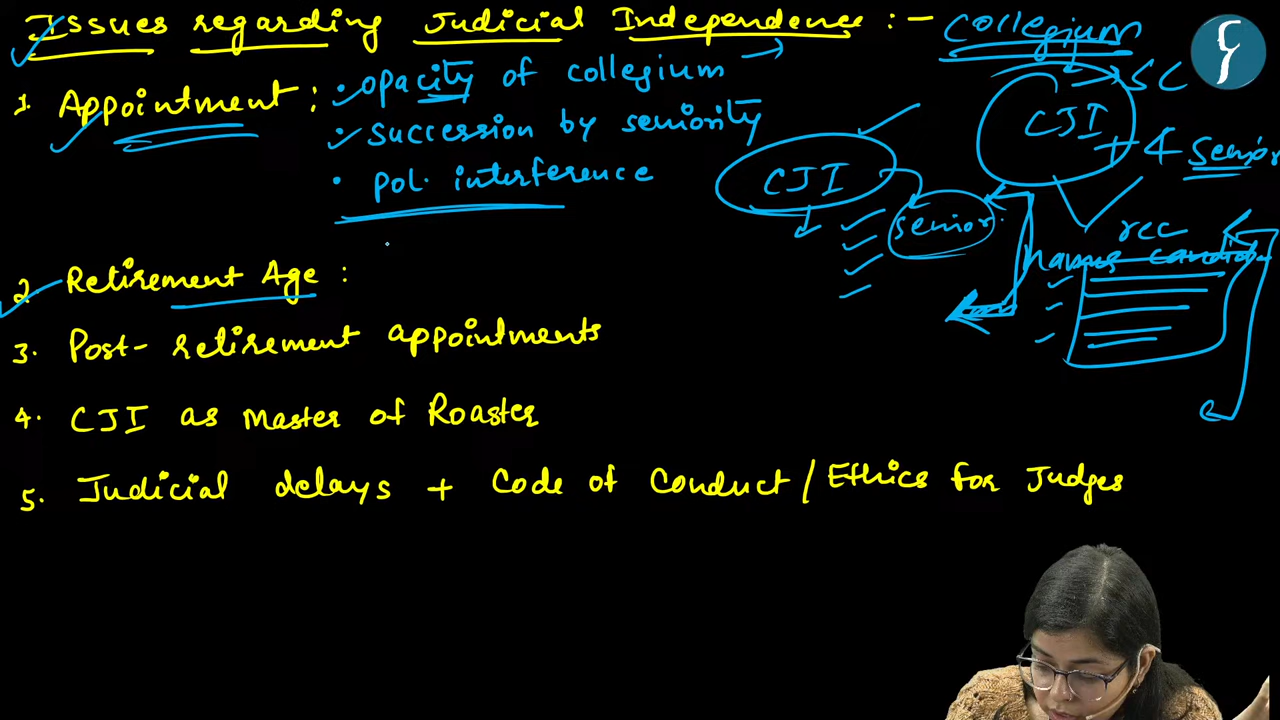 Issues regarding Judicial Independence :-
1. Appointment :
• opacity of collegium →
• succession by seniority
• pol. interference
2. Retirement Age :
3. Post-retirement appointments
4. CJI as Master of Roaster
5. Judicial delays + Code of Conduct/Ethics for Judges
Collegium
SC
CJI
+ 4 Senior
rec
names candid
CJI
senior